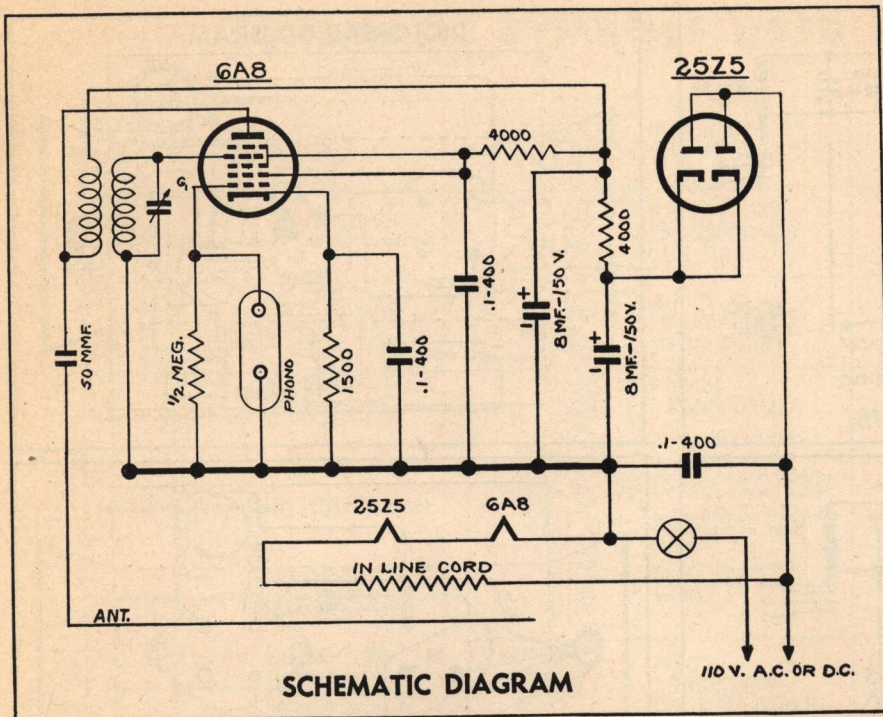 6A8
25Z5
4000
G₁
4000
.1-400
8 MF.-150 V.
+
50 MMF.
1/2 MEG.
PHONO
1500
.1-400
+
8 MF.-150 V.
.1-400
25Z5
6A8
IN LINE CORD
ANT.
110 V. A.C. OR D.C.
SCHEMATIC DIAGRAM